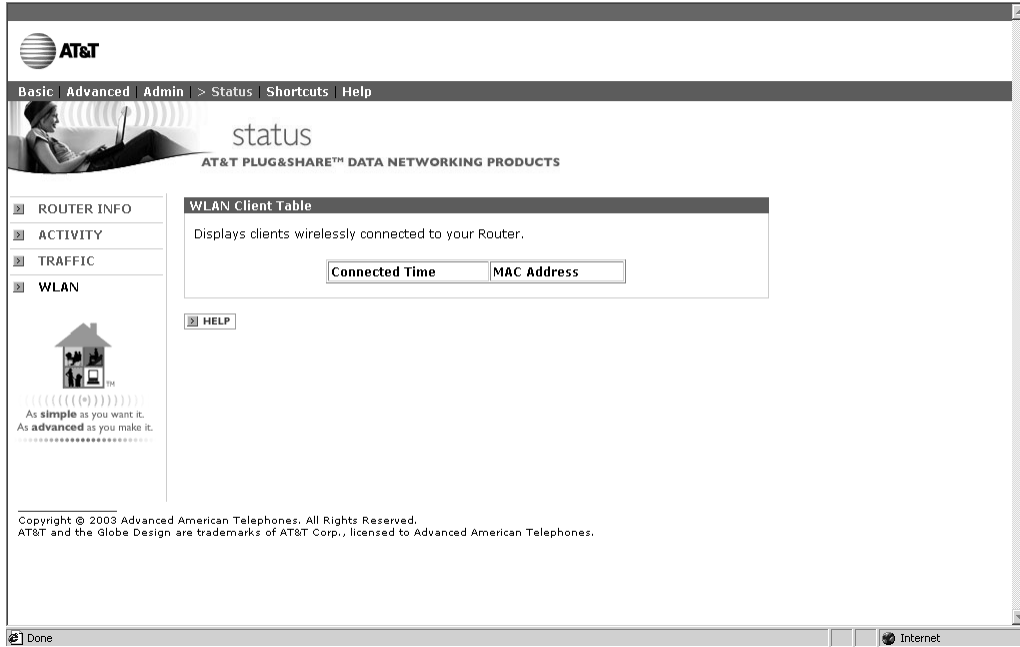 AT&T
Basic | Advanced | Admin | > Status | Shortcuts | Help
status
AT&T PLUG&SHARE™ DATA NETWORKING PRODUCTS
ROUTER INFO
ACTIVITY
TRAFFIC
WLAN
WLAN Client Table
Displays clients wirelessly connected to your Router.
Connected Time MAC Address
HELP
TM
As simple as you want it.
As advanced as you make it.
Copyright © 2003 Advanced American Telephones. All Rights Reserved.
AT&T and the Globe Design are trademarks of AT&T Corp., licensed to Advanced American Telephones.
Done
Internet